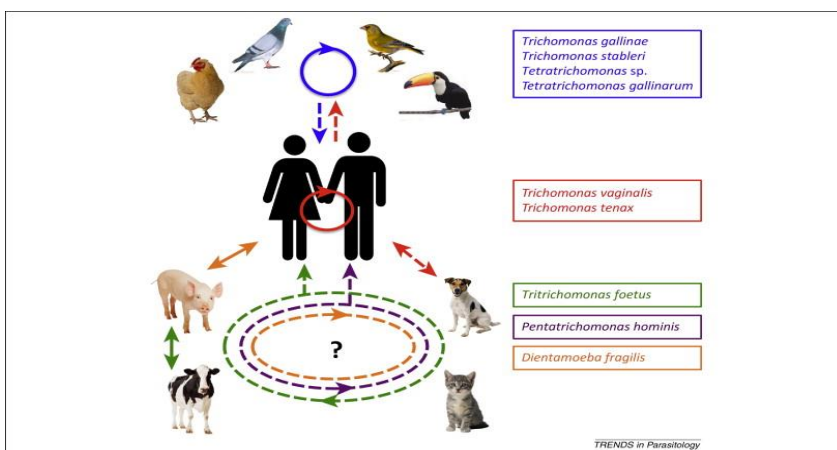 Trichomonas gallinae
Trichomonas stableri
Tetratrichomonas sp.
Tetratrichomonas gallinarum
Trichomonas vaginalis
Trichomonas tenax
Tritrichomonas foetus
Pentatrichomonas hominis
Dientamoeba fragilis
?
TRENDS in Parasitology